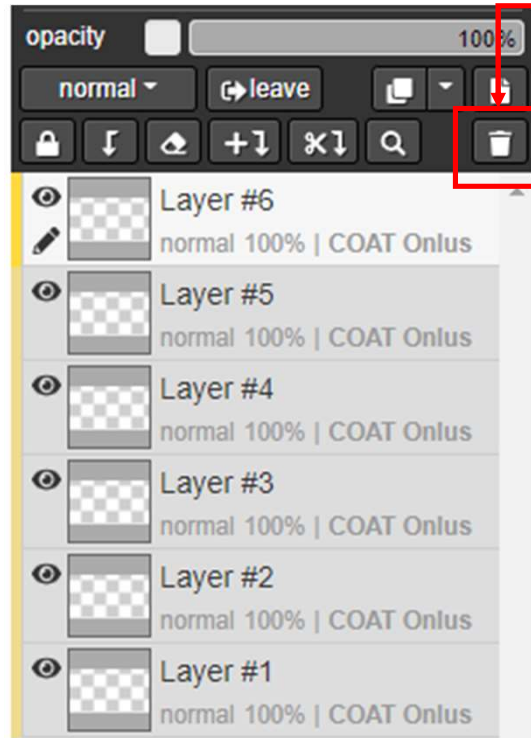 opacity 100%
normal leave
Layer #6
normal 100% | COAT Onlus
Layer #5
normal 100% | COAT Onlus
Layer #4
normal 100% | COAT Onlus
Layer #3
normal 100% | COAT Onlus
Layer #2
normal 100% | COAT Onlus
Layer #1
normal 100% | COAT Onlus